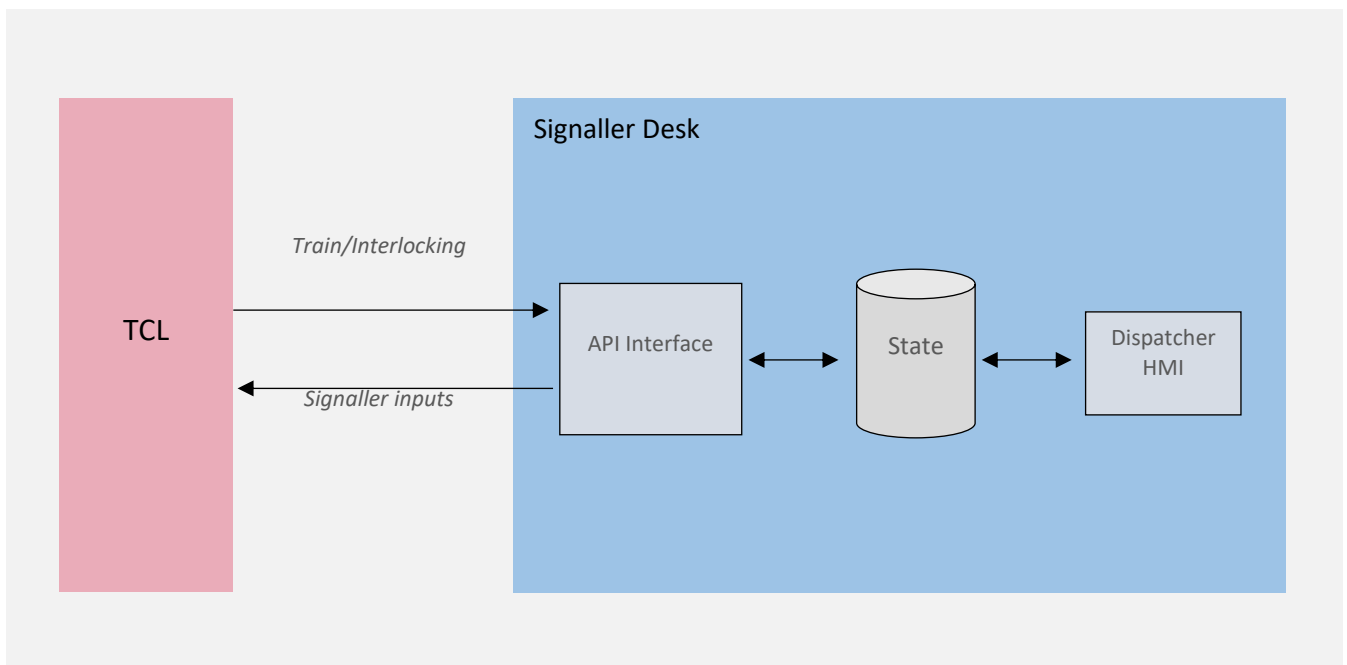 Signaller Desk
Train/Interlocking
TCL
API Interface
State
Dispatcher
HMI
Signaller inputs